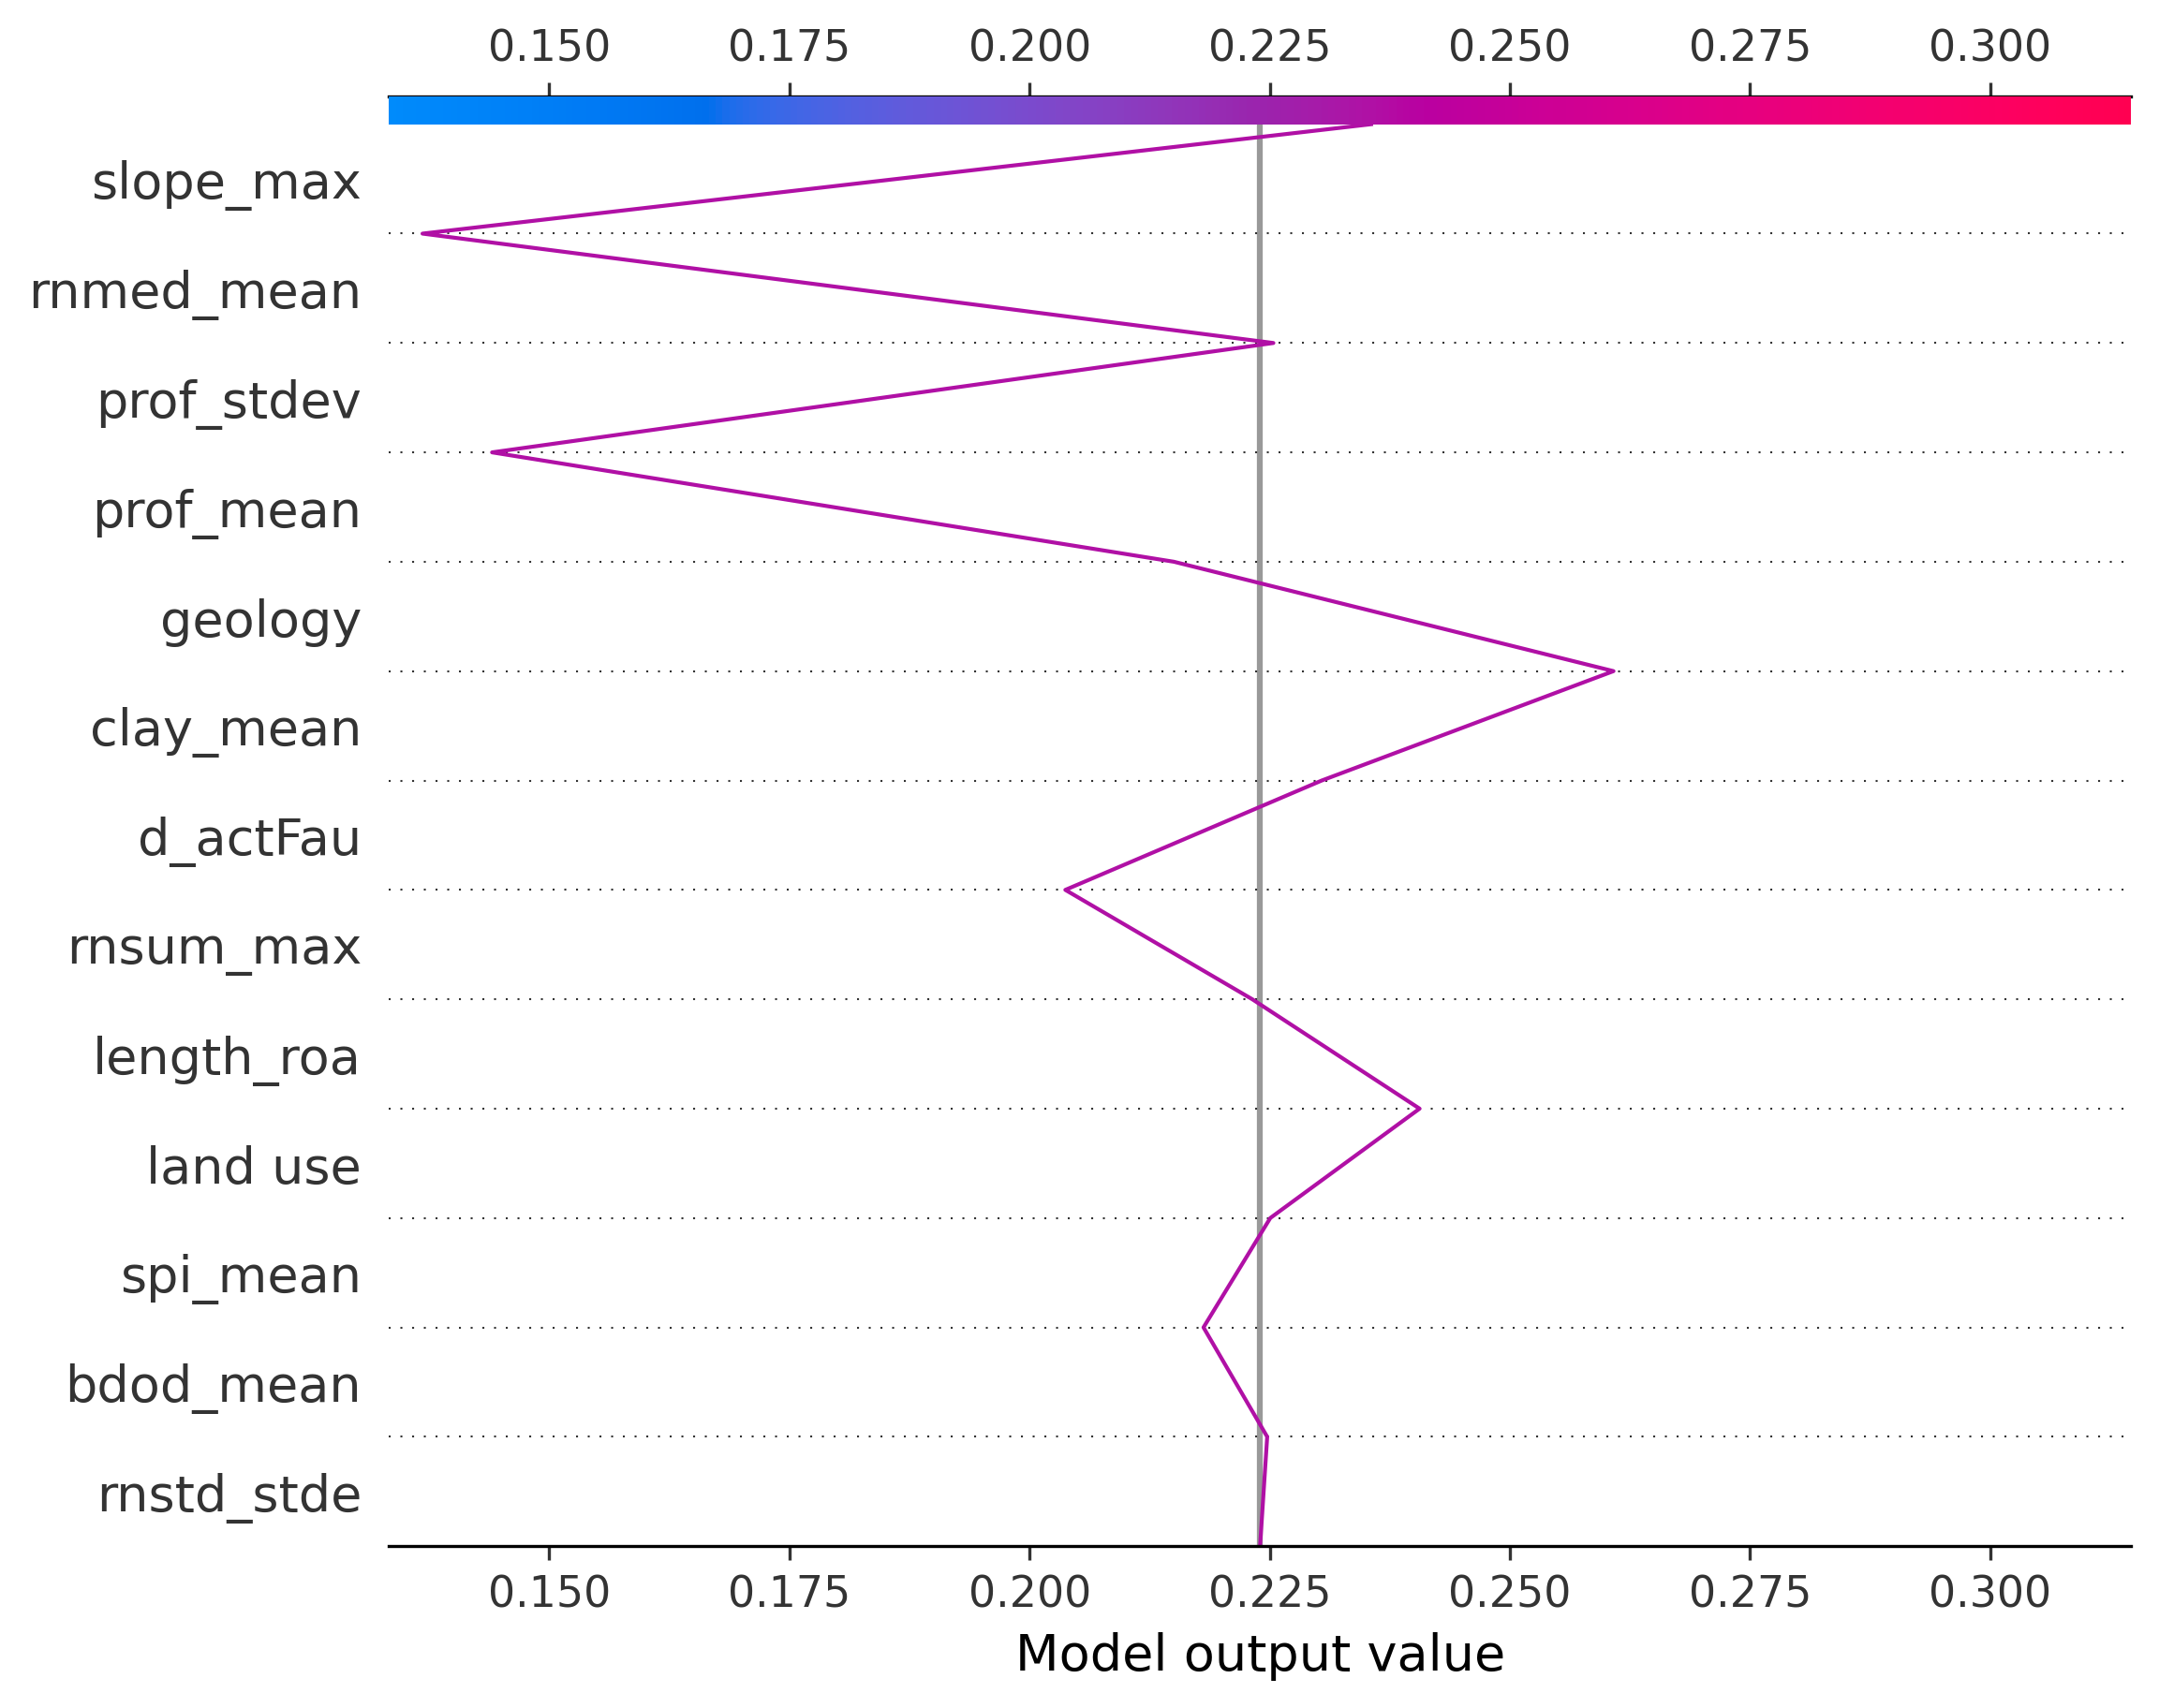 0.150 0.175 0.200 0.225 0.250 0.275 0.300
slope_max
rnmed_mean
prof_stdev
prof_mean
geology
clay_mean
d_actFau
rnsum_max
length_roa
land use
spi_mean
bdod_mean
rnstd_stde
0.150 0.175 0.200 0.225 0.250 0.275 0.300
Model output value